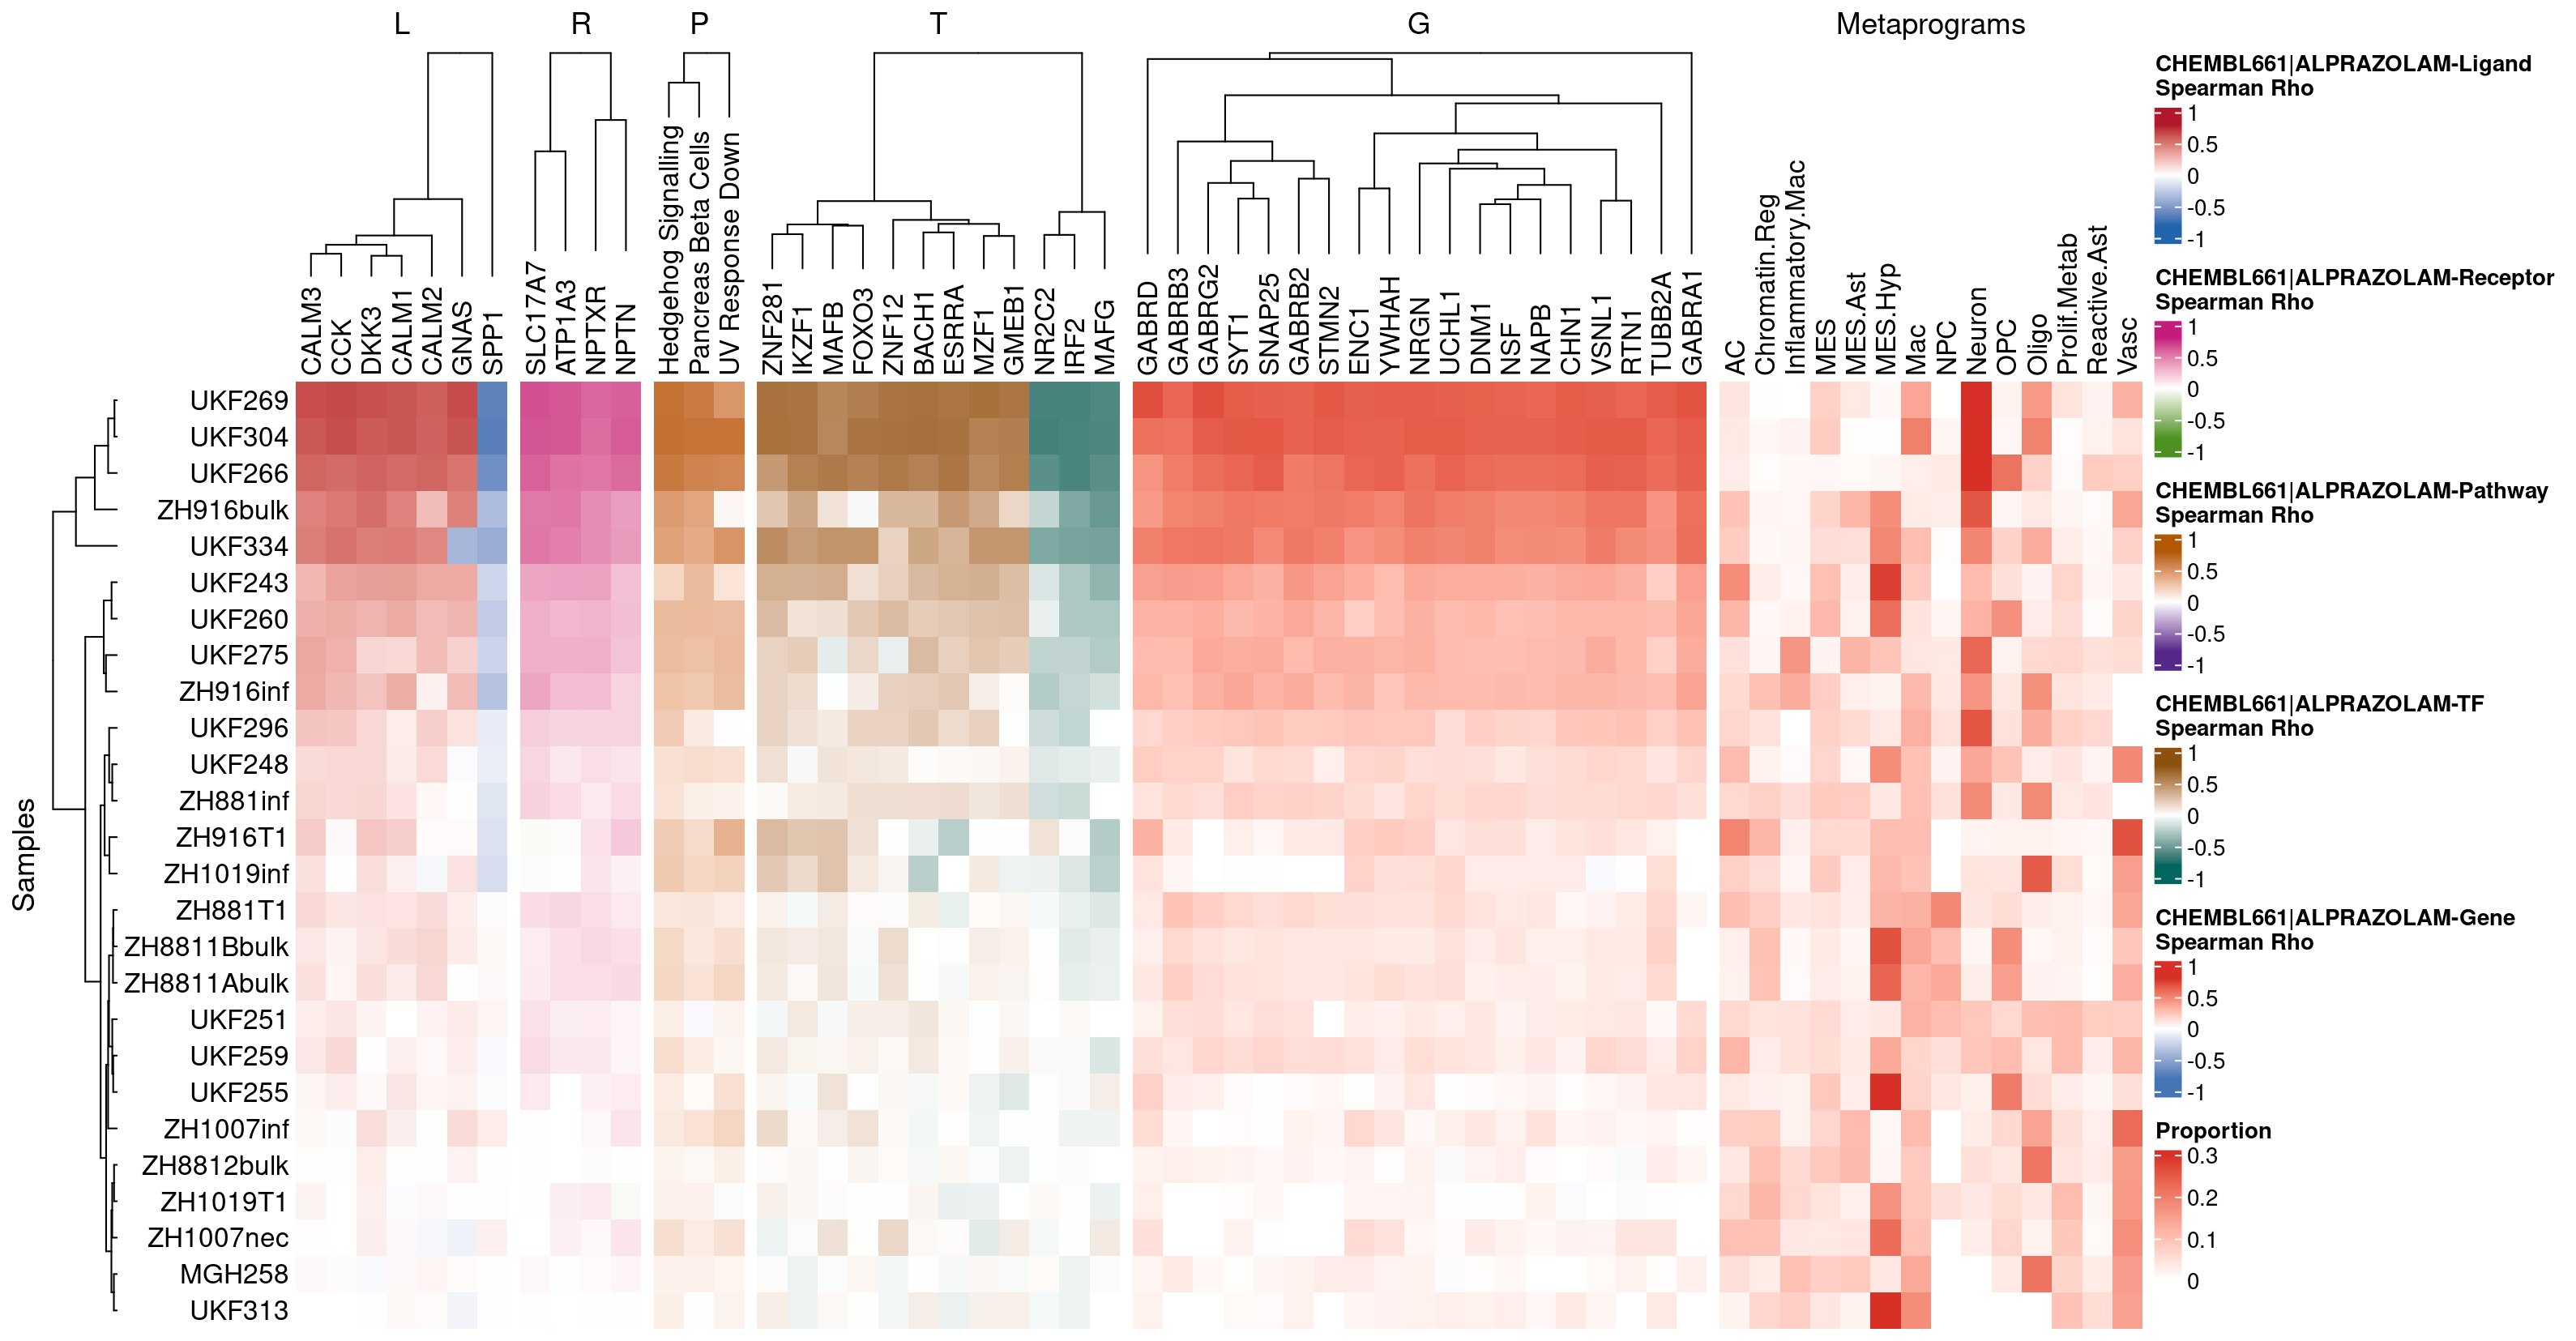 L R P T G Metaprograms
Hedgehog Signalling
Pancreas Beta Cells
UV Response Down
CALM3
CCK
DKK3
CALM1
CALM2
GNAS
SPP1
SLC17A7
ATP1A3
NPTXR
NPTN
ZNF281
IKZF1
MAFB
FOXO3
ZNF12
BACH1
ESRRA
MZF1
GMEB1
NR2C2
IRF2
MAFG
GABRD
GABRB3
GABRG2
SYT1
SNAP25
GABRB2
STMN2
ENC1
YWHAH
NRGN
UCHL1
DNM1
NSF
NAPB
CHN1
VSNL1
RTN1
TUBB2A
GABRA1
AC
Chromatin.Reg
Inflammatory.Mac
MES
MES.Ast
MES.Hyp
Mac
NPC
Neuron
OPC
Oligo
Prolif.Metab
Reactive.Ast
Vasc
Samples
UKF269
UKF304
UKF266
ZH916bulk
UKF334
UKF243
UKF260
UKF275
ZH916inf
UKF296
UKF248
ZH881inf
ZH916T1
ZH1019inf
ZH881T1
ZH8811Bbulk
ZH8811Abulk
UKF251
UKF259
UKF255
ZH1007inf
ZH8812bulk
ZH1019T1
ZH1007nec
MGH258
UKF313
CHEMBL661|ALPRAZOLAM-Ligand
Spearman Rho
1
0.5
0
-0.5
-1
CHEMBL661|ALPRAZOLAM-Receptor
Spearman Rho
1
0.5
0
-0.5
-1
CHEMBL661|ALPRAZOLAM-Pathway
Spearman Rho
1
0.5
0
-0.5
-1
CHEMBL661|ALPRAZOLAM-TF
Spearman Rho
1
0.5
0
-0.5
-1
CHEMBL661|ALPRAZOLAM-Gene
Spearman Rho
1
0.5
0
-0.5
-1
Proportion
0.3
0.2
0.1
0